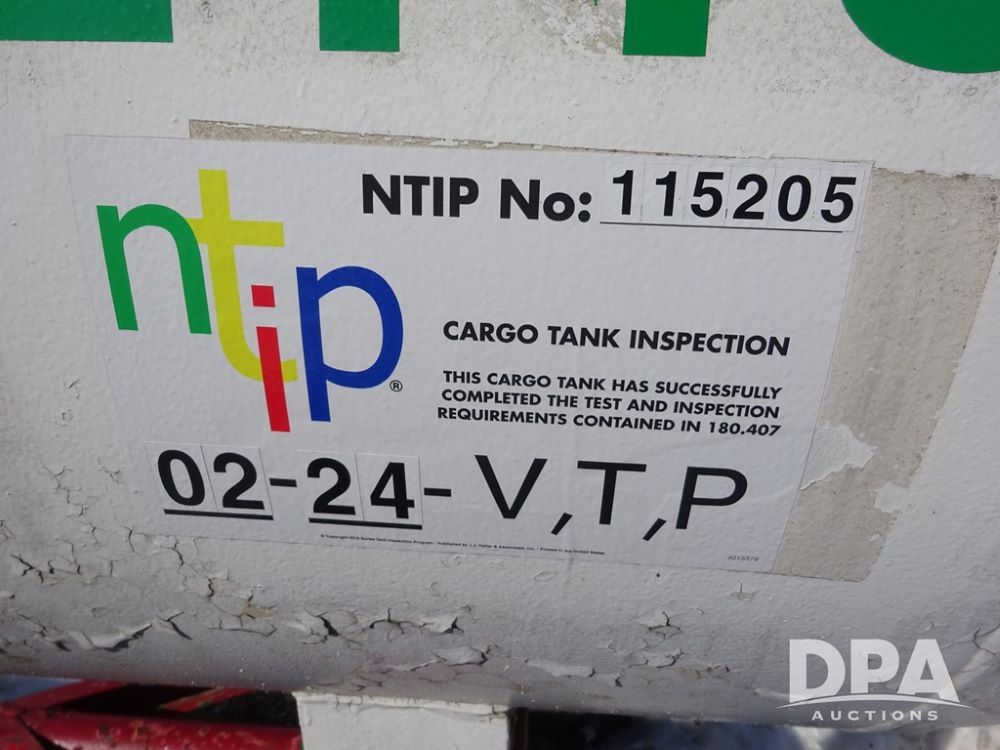 NTIP No: 115205
ntip®
CARGO TANK INSPECTION
THIS CARGO TANK HAS SUCCESSFULLY
COMPLETED THE TEST AND INSPECTION
REQUIREMENTS CONTAINED IN 180.407
02-24-V,T,P
DPA
AUCTIONS